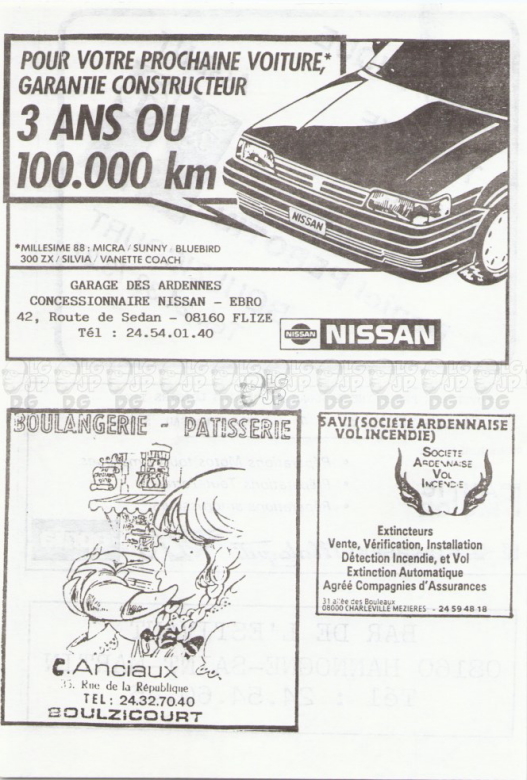 POUR VOTRE PROCHAINE VOITURE,*
GARANTIE CONSTRUCTEUR
3 ANS OU
100.000 km
NISSAN
*MILLESIME 88 : MICRA / SUNNY / BLUEBIRD
300 ZX / SILVIA / VANETTE COACH
GARAGE DES ARDENNES
CONCESSIONNAIRE NISSAN - EBRO
42, Route de Sedan - 08160 FLIZE
Tél : 24.54.01.40
NISSAN NISSAN
BOULANGERIE - PATISSERIE
C. Anciaux
Rue de la République
TEL: 24.32.70.40
BOULZICOURT
SAVI (SOCIETÉ ARDENNAISE
VOL INCENDIE)
SOCIETE
ARDENNAISE
VOL
INCENDIE
Extincteurs
Vente, Vérification, Installation
Détection Incendie, et Vol
Extinction Automatique
Agréé Compagnies d'Assurances
31 allée des Bouleaux
08000 CHARLEVILLE MEZIERES - 24 59 48 18